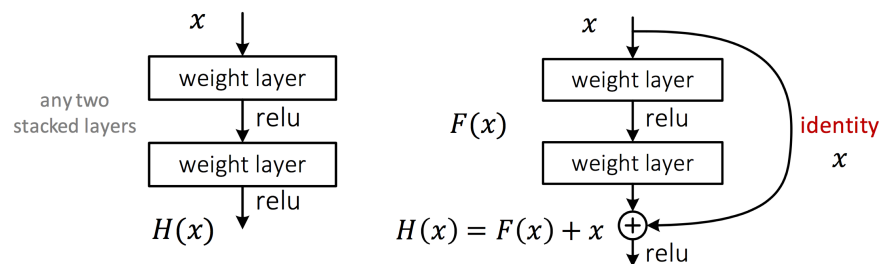 x
weight layer
any two
stacked layers
relu
weight layer
relu
H(x)
x
weight layer
F(x)
relu
identity
x
weight layer
H(x) = F(x) + x
+
relu